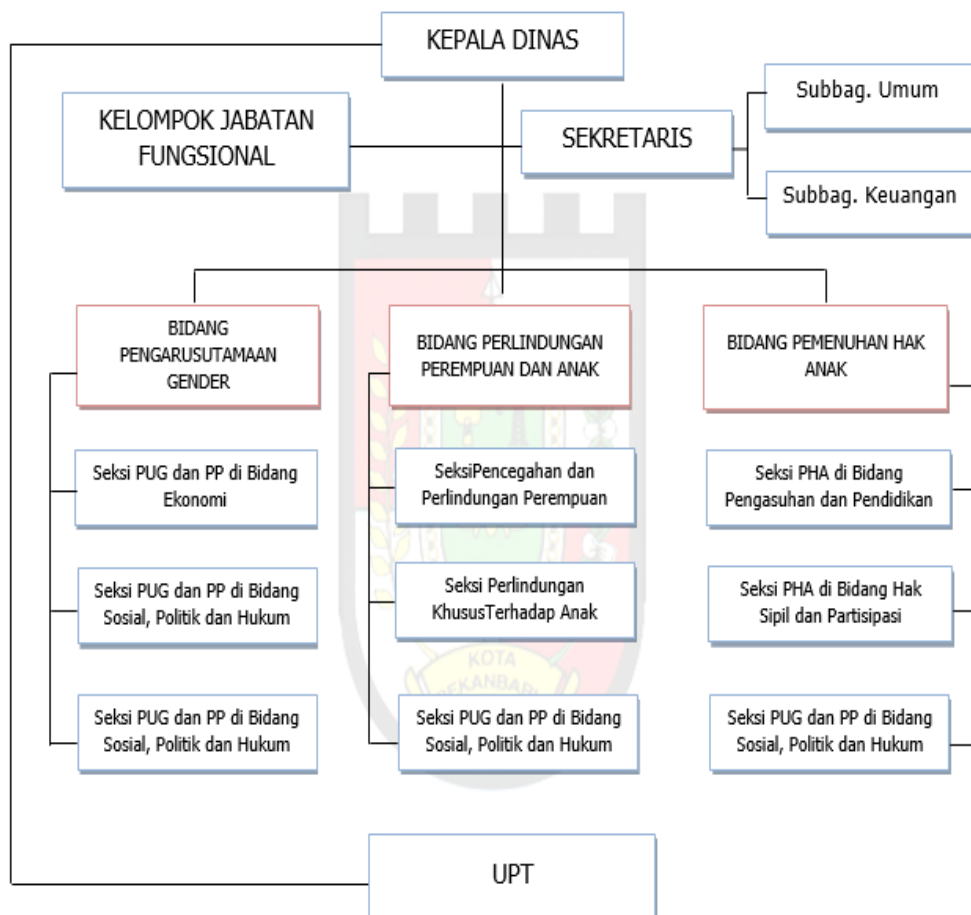 KEPALA DINAS
Subbag. Umum
KELOMPOK JABATAN
FUNGSIONAL
SEKRETARIS
Subbag. Keuangan
BIDANG
PENGARUSUTAMAAN
GENDER
BIDANG PERLINDUNGAN
PEREMPUAN DAN ANAK
BIDANG PEMENUHAN HAK
ANAK
Seksi PUG dan PP di Bidang
Ekonomi
SeksiPencegahan dan
Perlindungan Perempuan
Seksi PHA di Bidang
Pengasuhan dan Pendidikan
Seksi PUG dan PP di Bidang
Sosial, Politik dan Hukum
Seksi Perlindungan
KhususTerhadap Anak
Seksi PHA di Bidang Hak
Sipil dan Partisipasi
KOTA
Seksi PUG dan PP di Bidang
Sosial, Politik dan Hukum
Seksi PUG dan PP di Bidang
Sosial, Politik dan Hukum
Seksi PUG dan PP di Bidang
Sosial, Politik dan Hukum
UPT